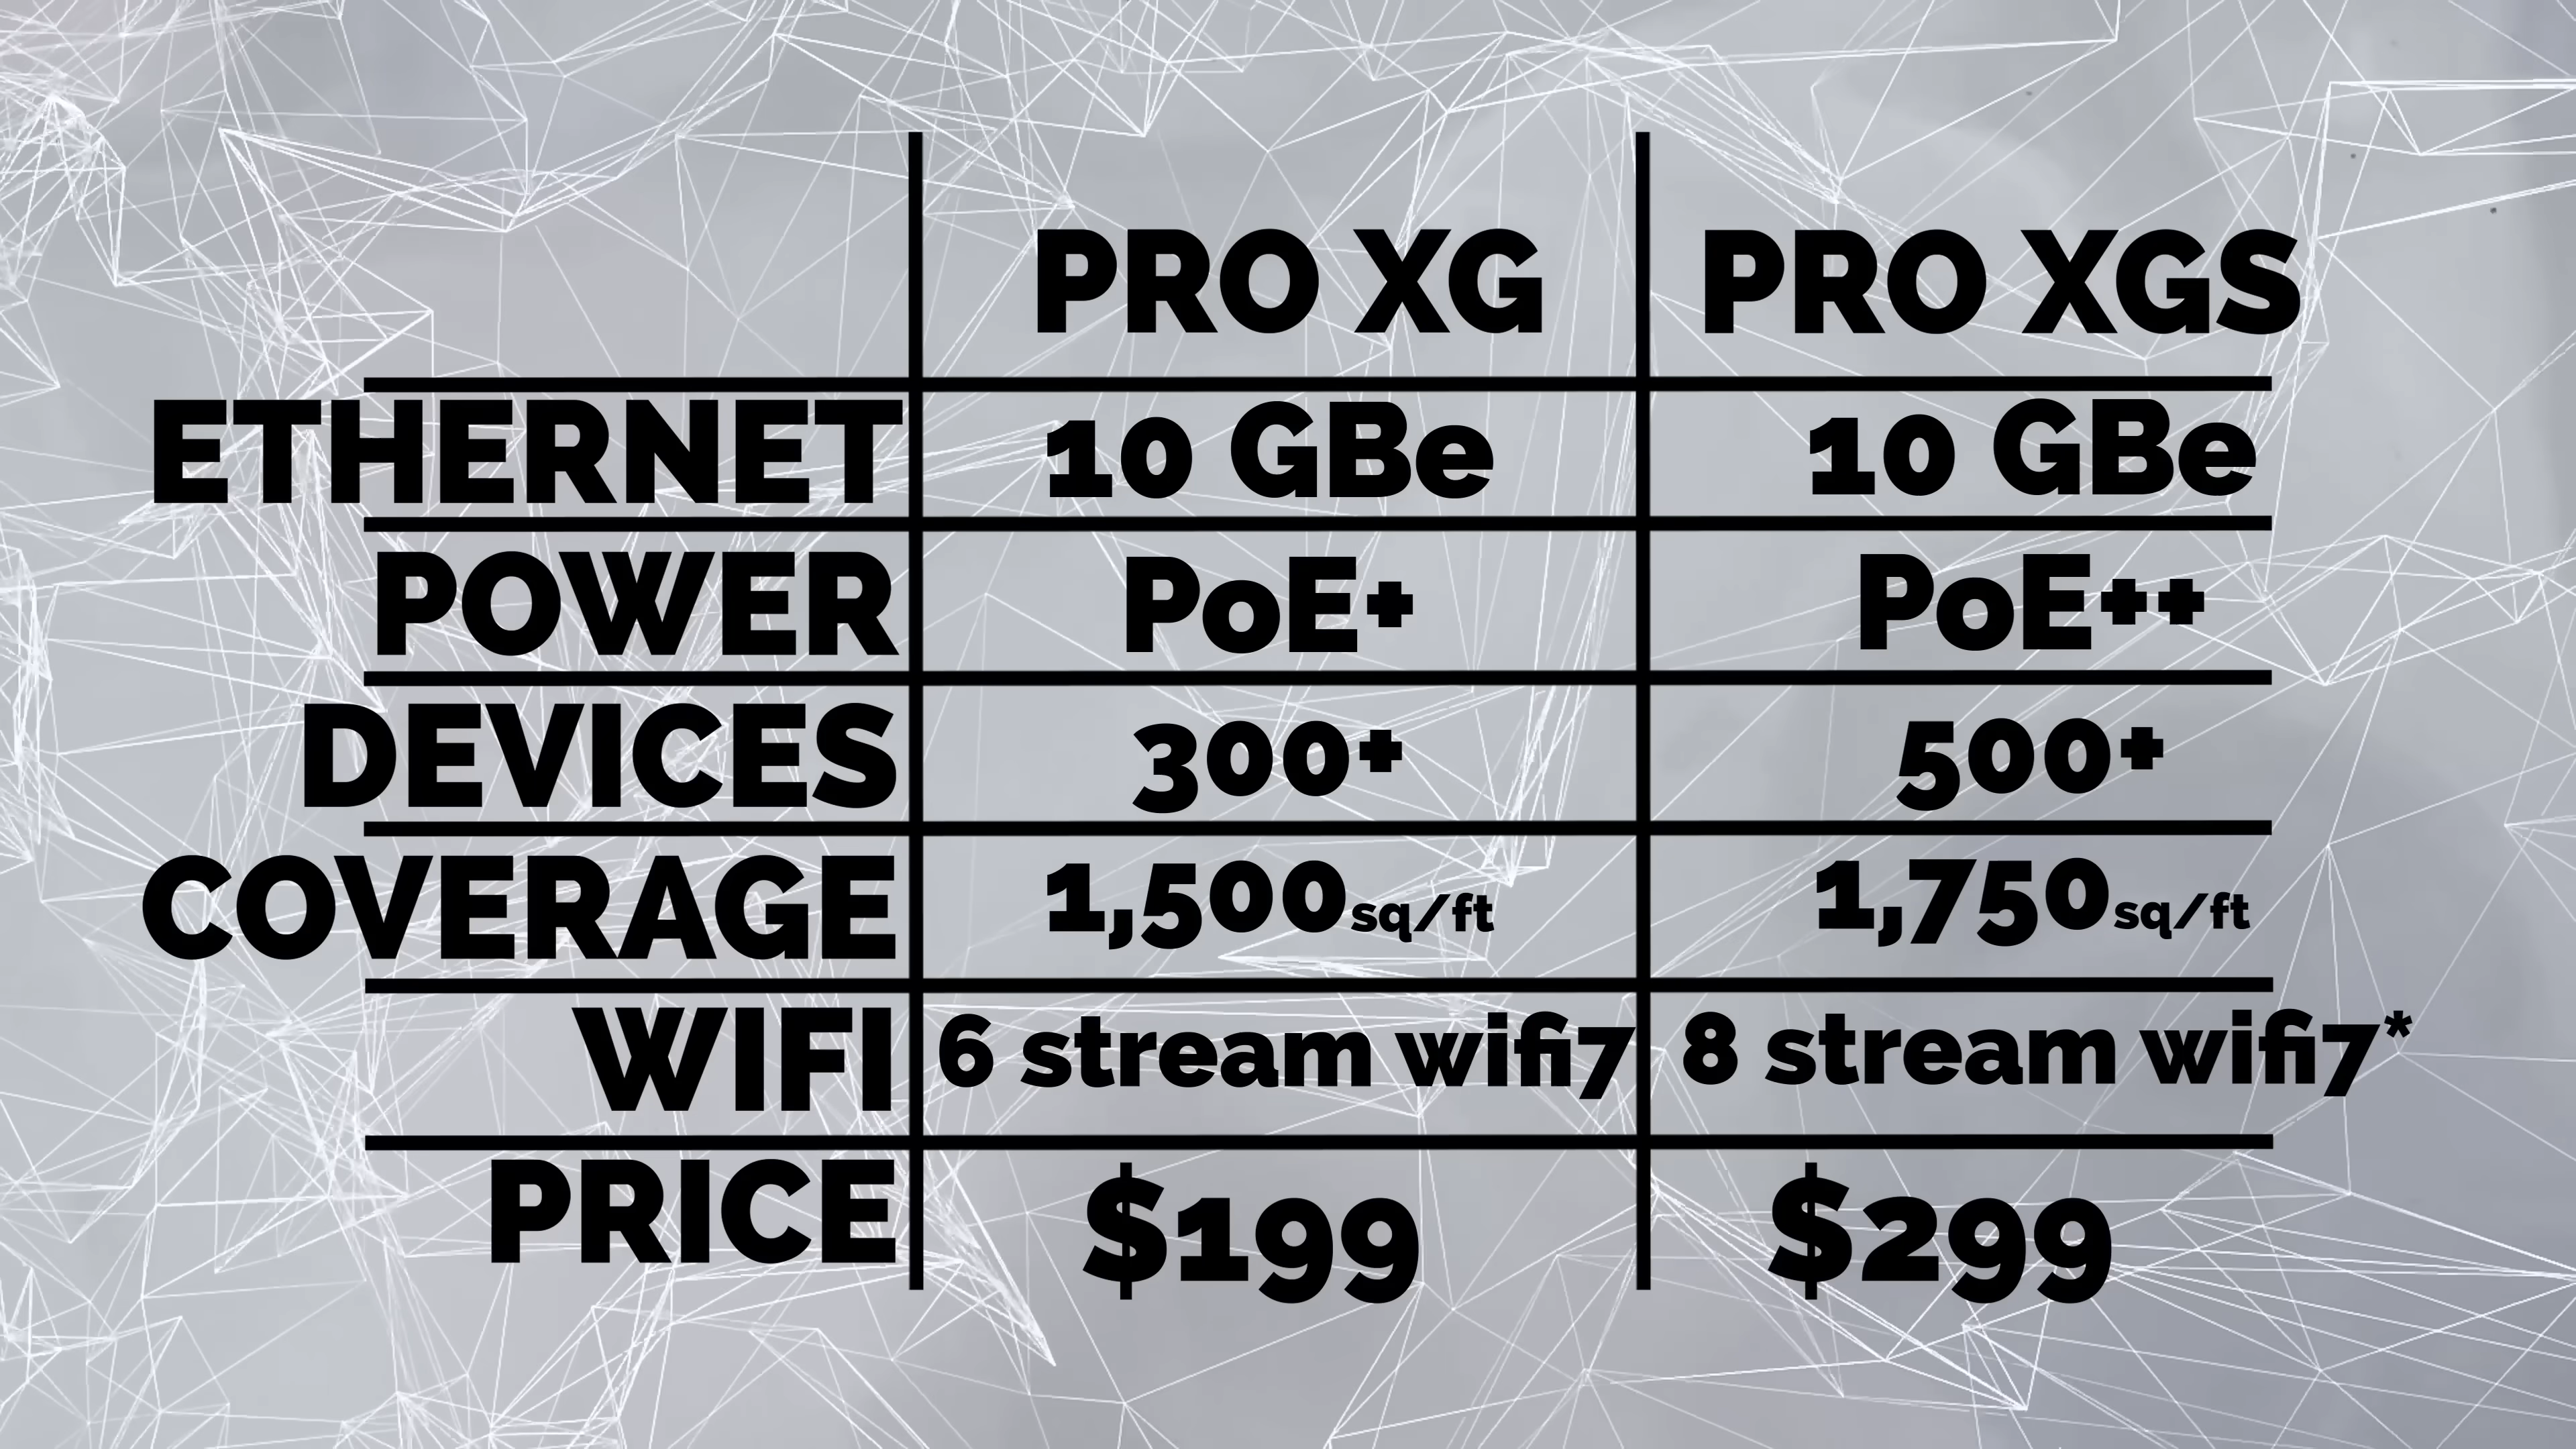 PRO XG PRO XGS
ETHERNET 10 GBe 10 GBe
POWER PoE+ PoE++
DEVICES 300+ 500+
COVERAGE 1,500sq/ft 1,750sq/ft
WIFI 6 stream wifi7 8 stream wifi7*
PRICE $199 $299